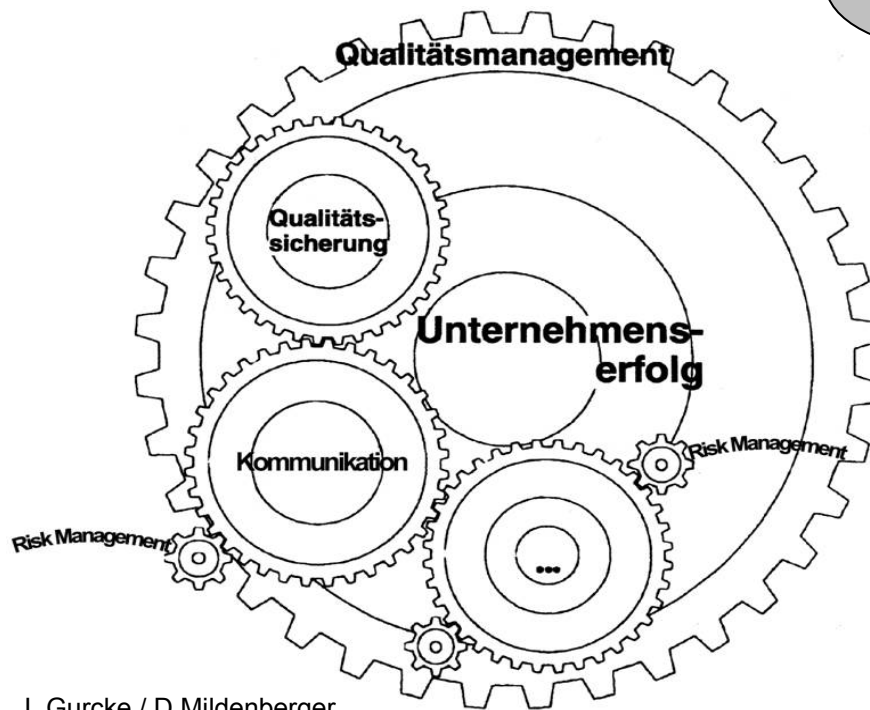 Qualitätsmanagement
Qualitäts-
sicherung
Unternehmens-
erfolg
Risk Management
Kommunikation
Risk Management
...
I. Gurcke / D.Mildenberger